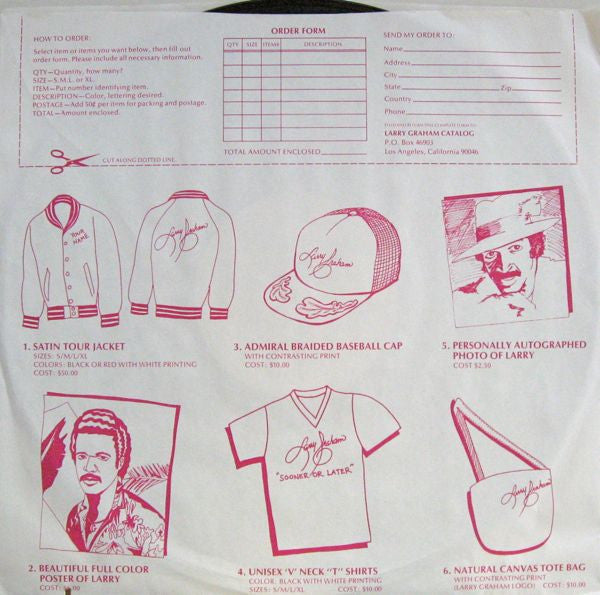 HOW TO ORDER:
Select item or items you want below, then fill out
order form. Please include all necessary information.
QTY—Quantity, how many?
SIZE—S.M.L. or XL.
ITEM—Put number identifying item.
DESCRIPTION—Color, lettering desired.
POSTAGE—Add 50¢ per item for packing and postage.
TOTAL—Amount enclosed.
CUT ALONG DOTTED LINE.
ORDER FORM
QTY SIZE ITEM# DESCRIPTION
TOTAL AMOUNT ENCLOSED
SEND MY ORDER TO:
Name
Address
City
State Zip
Country
Phone
LARRY GRAHAM CATALOG
P.O. Box 46903
Los Angeles, California 90046
YOUR
NAME
Larry Graham
1. SATIN TOUR JACKET
SIZES: S/M/L/XL
COLORS: BLACK OR RED WITH WHITE PRINTING
COST: $50.00
Larry Graham
3. ADMIRAL BRAIDED BASEBALL CAP
WITH CONTRASTING PRINT
COST: $10.00
5. PERSONALLY AUTOGRAPHED
PHOTO OF LARRY
COST $2.50
2. BEAUTIFUL FULL COLOR
POSTER OF LARRY
Larry Graham
"SOONER OR LATER"
4. UNISEX 'V' NECK "T" SHIRTS
COLOR: BLACK WITH WHITE PRINTING
SIZES: S/M/L/XL COST: $10.00
Larry Graham
6. NATURAL CANVAS TOTE BAG
WITH CONTRASTING PRINT
(LARRY GRAHAM LOGO) COST: $10.00